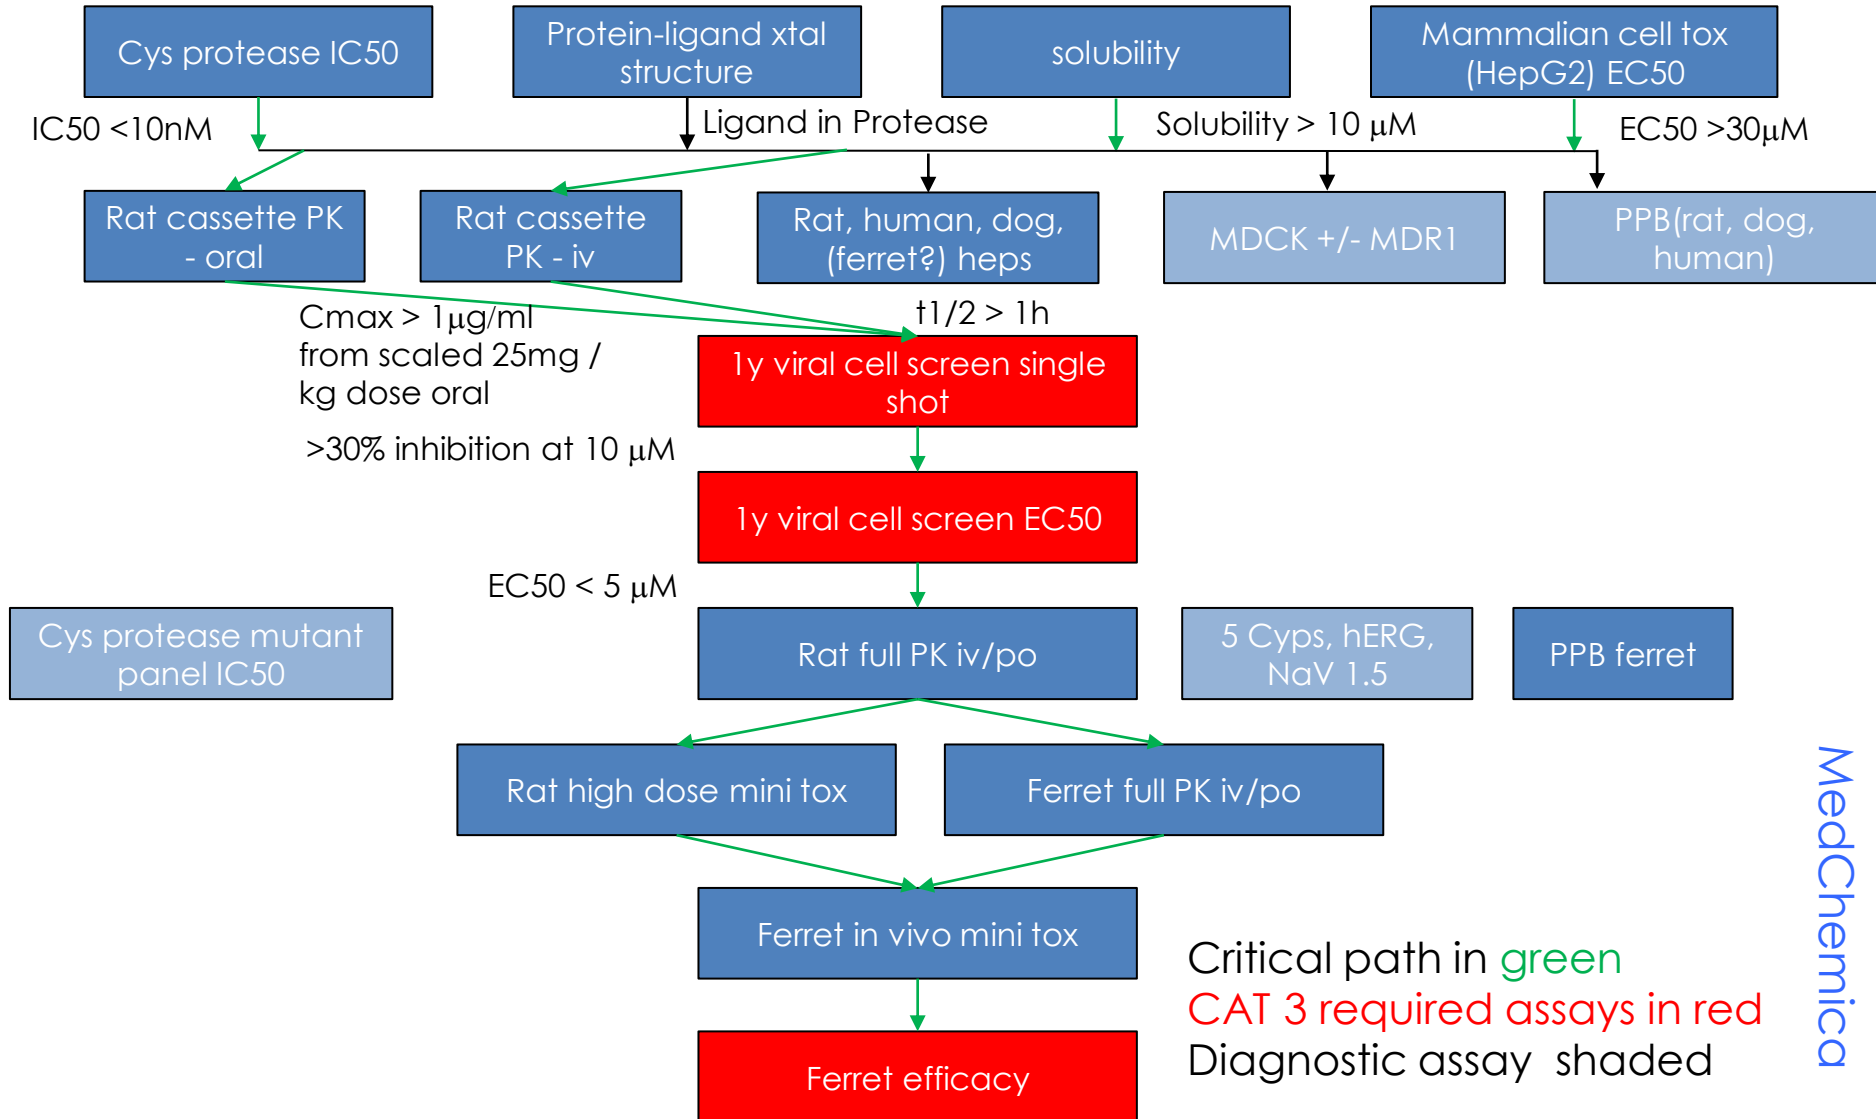 Cys protease IC50
Protein-ligand xtal
structure
solubility
Mammalian cell tox
(HepG2) EC50
IC50 <10nM
Ligand in Protease
Solubility > 10 μM
EC50 >30μM
Rat cassette PK
- oral
Rat cassette
PK - iv
Rat, human, dog,
(ferret?) heps
MDCK +/- MDR1
PPB(rat, dog,
human)
Cmax > 1μg/ml
from scaled 25mg /
kg dose oral
t1/2 > 1h
1y viral cell screen single
shot
>30% inhibition at 10 μM
1y viral cell screen EC50
EC50 < 5 μM
Cys protease mutant
panel IC50
Rat full PK iv/po
5 Cyps, hERG,
NaV 1.5
PPB ferret
Rat high dose mini tox
Ferret full PK iv/po
Ferret in vivo mini tox
Ferret efficacy
Critical path in green
CAT 3 required assays in red
Diagnostic assay shaded
MedChemica